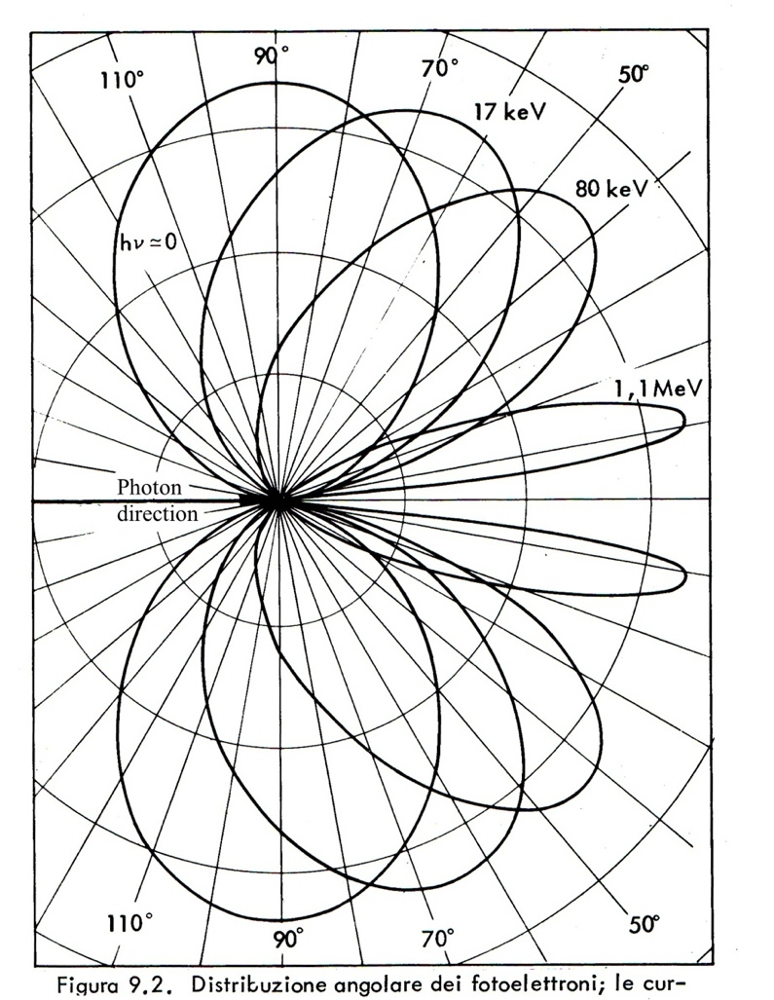 90°
110°
70°
50°
17 keV
80 keV
hν ≃ 0
1,1 MeV
Photon
direction
110°
90°
70°
50°
Figura 9.2. Distribuzione angolare dei fotoelettroni; le cur-